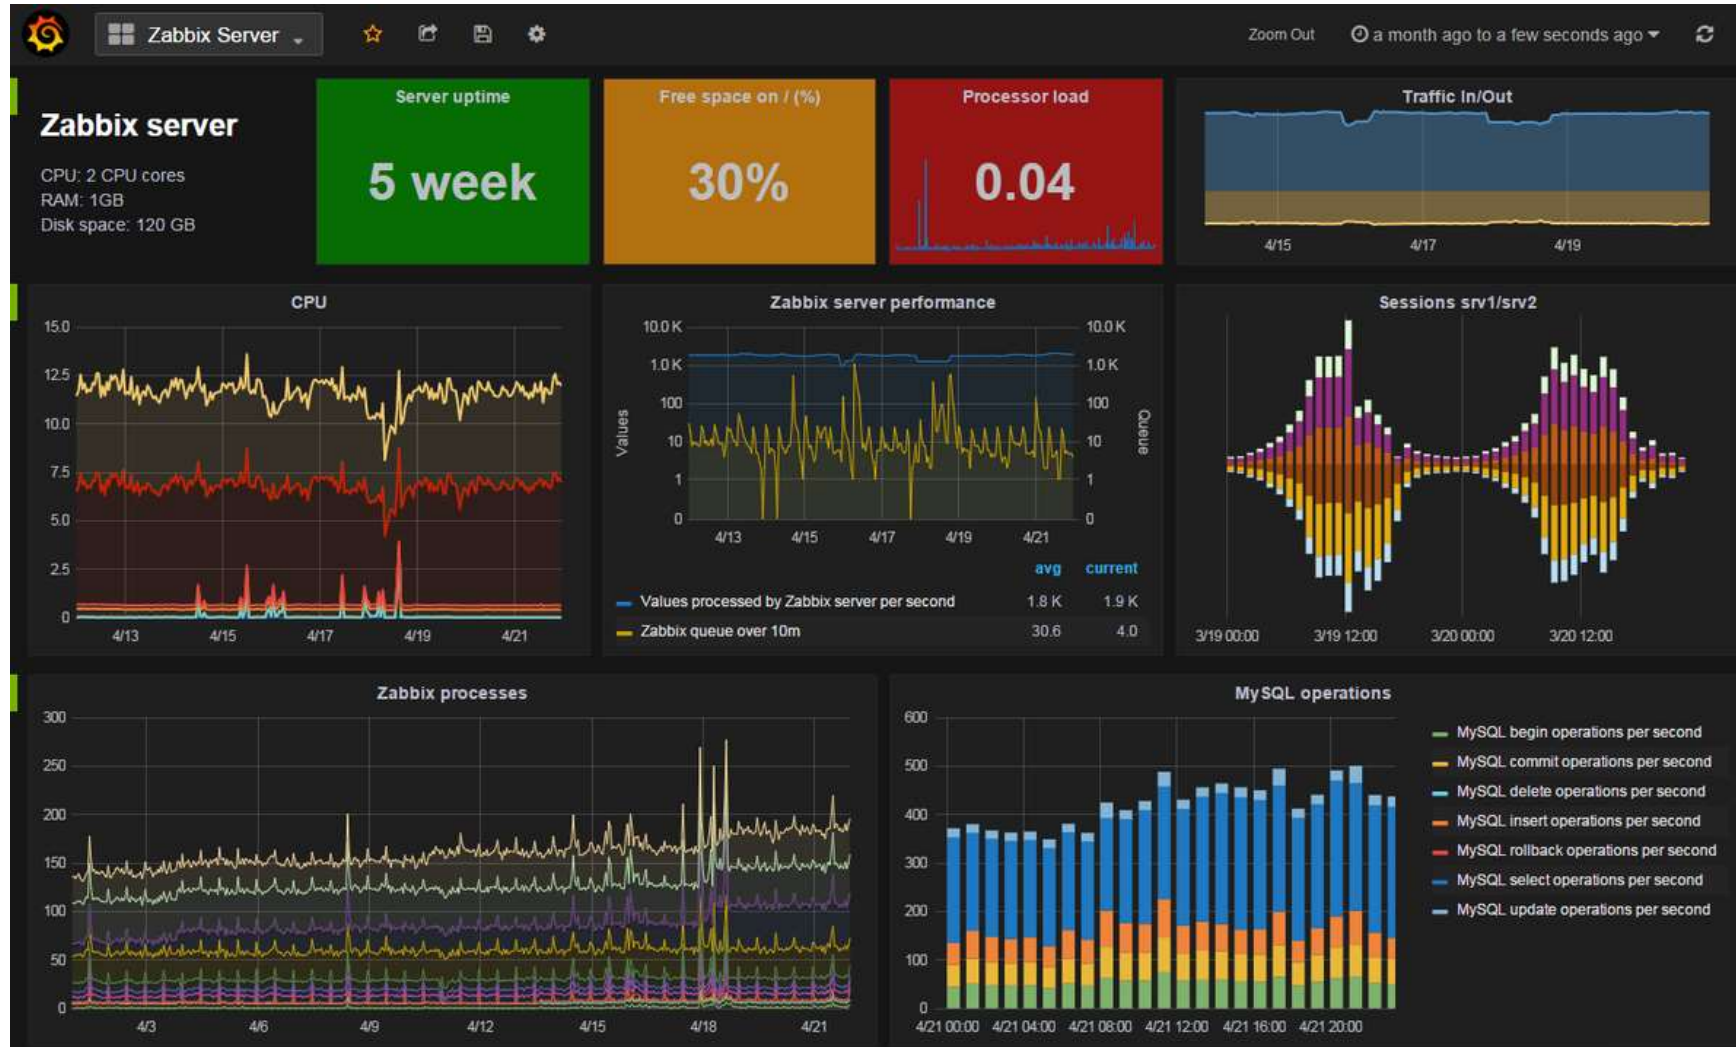 Zabbix Server
Zoom Out
a month ago to a few seconds ago
Zabbix server
CPU: 2 CPU cores
RAM: 1GB
Disk space: 120 GB
Server uptime
5 week
Free space on / (%)
30%
Processor load
0.04
Traffic In/Out
4/15 4/17 4/19
CPU
15.0
12.5
10.0
7.5
5.0
2.5
0
4/13 4/15 4/17 4/19 4/21
Zabbix server performance
10.0 K 10.0 K
1.0 K 1.0 K
100 100
10 10
1 1
0 0
Values
Queue
4/13 4/15 4/17 4/19 4/21
avg current
Values processed by Zabbix server per second 1.8 K 1.9 K
Zabbix queue over 10m 30.6 4.0
Sessions srv1/srv2
3/19 00:00 3/19 12:00 3/20 00:00 3/20 12:00
Zabbix processes
300
250
200
150
100
50
0
4/3 4/6 4/9 4/12 4/15 4/18 4/21
MySQL operations
600
500
400
300
200
100
0
4/21 00:00 4/21 04:00 4/21 08:00 4/21 12:00 4/21 16:00 4/21 20:00
MySQL begin operations per second
MySQL commit operations per second
MySQL delete operations per second
MySQL insert operations per second
MySQL rollback operations per second
MySQL select operations per second
MySQL update operations per second